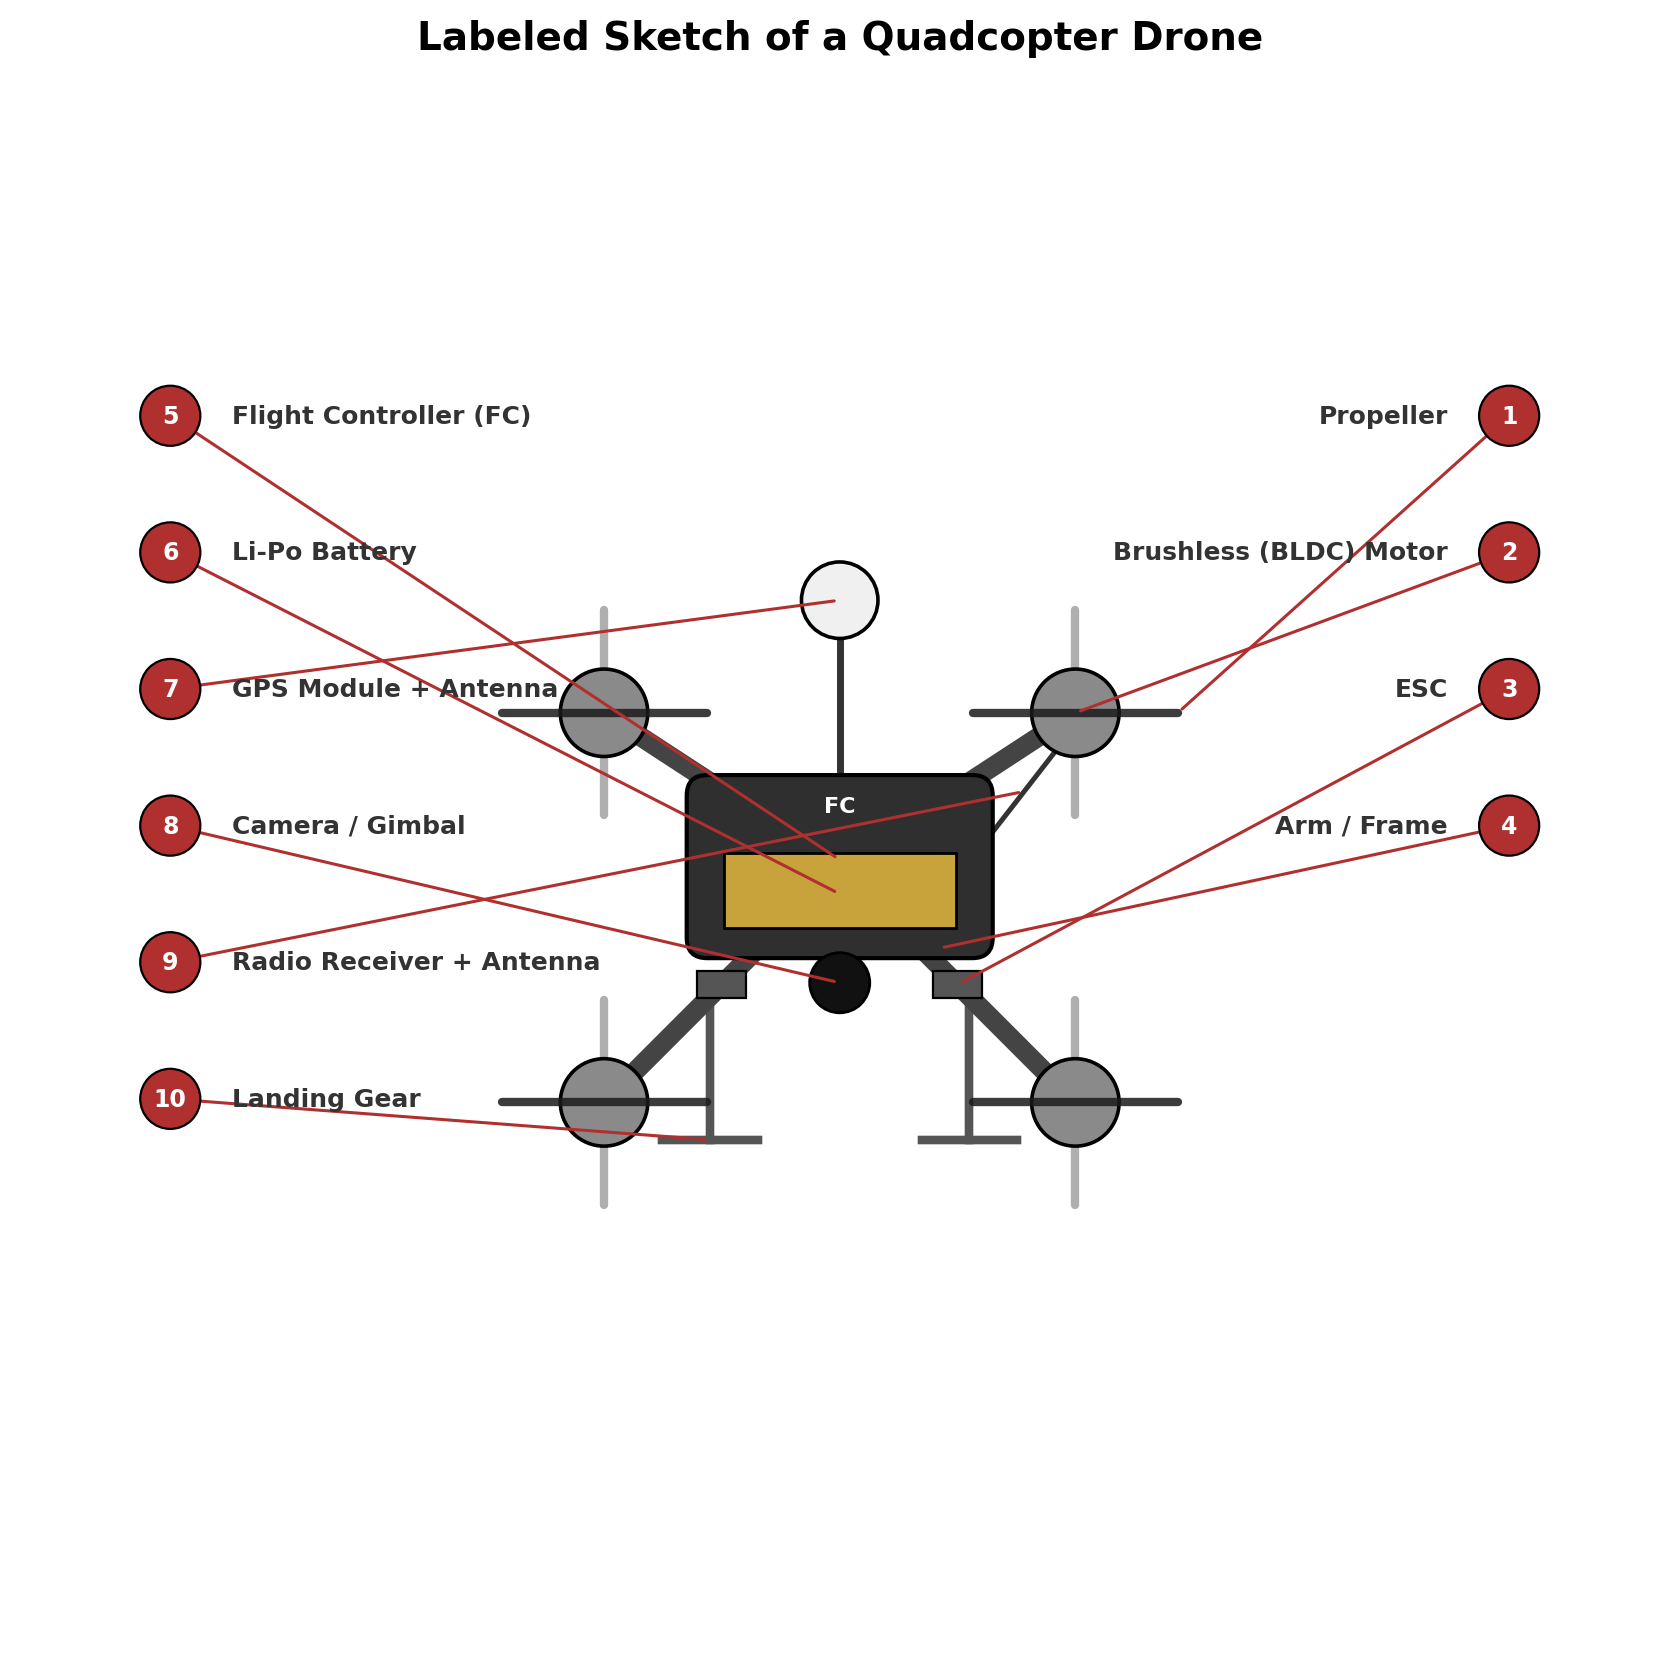 Labeled Sketch of a Quadcopter Drone
5 Flight Controller (FC)
Propeller 1
6 Li-Po Battery
Brushless (BLDC) Motor 2
7 GPS Module + Antenna
ESC 3
FC
8 Camera / Gimbal
Arm / Frame 4
9 Radio Receiver + Antenna
10 Landing Gear